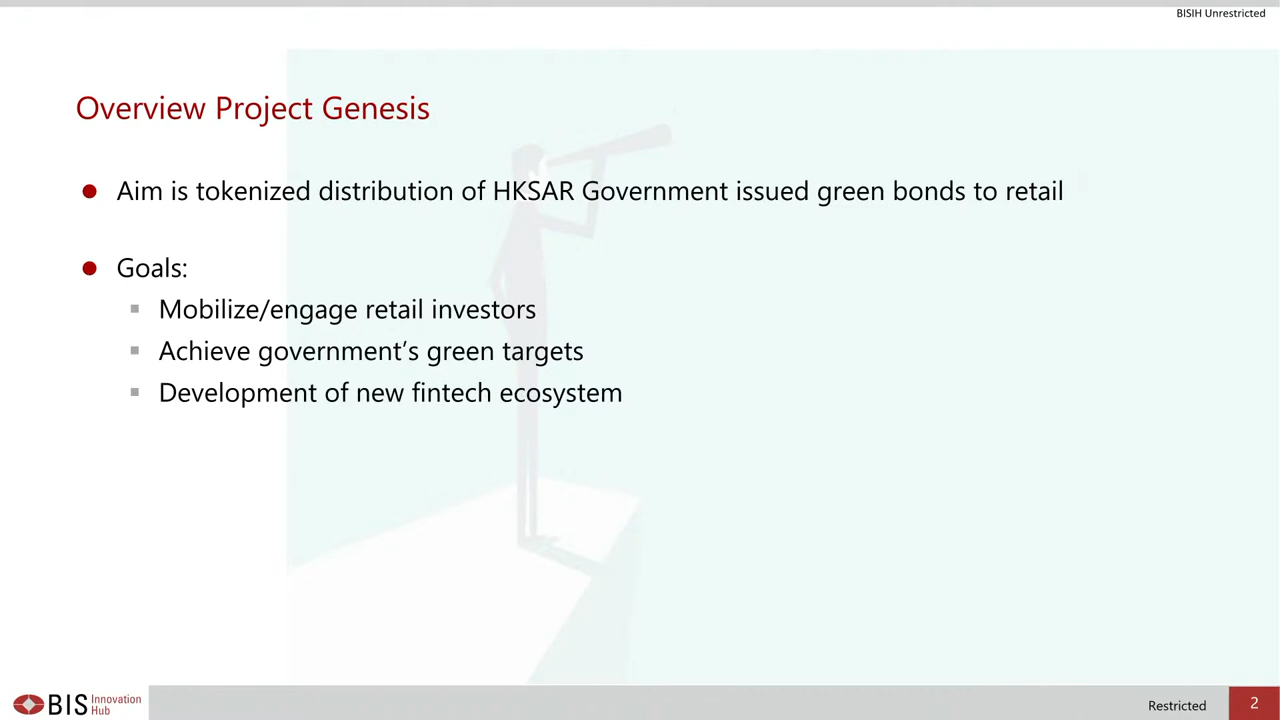 BISIH Unrestricted
Overview Project Genesis
● Aim is tokenized distribution of HKSAR Government issued green bonds to retail
● Goals:
▪ Mobilize/engage retail investors
▪ Achieve government’s green targets
▪ Development of new fintech ecosystem
BIS Innovation
Hub
Restricted
2